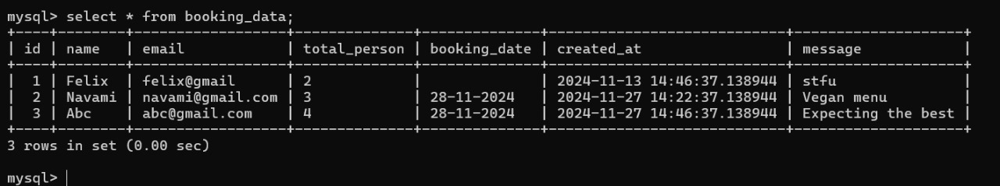 mysql> select * from booking_data;
+----+--------+-------------------+--------------+--------------+----------------------------+--------------------+
| id | name   | email             | total_person | booking_date | created_at                 | message            |
+----+--------+-------------------+--------------+--------------+----------------------------+--------------------+
|  1 | Felix  | felix@gmail       | 2            |              | 2024-11-13 14:46:37.138944 | stfu               |
|  2 | Navami | navami@gmail.com  | 3            | 28-11-2024   | 2024-11-27 14:22:37.138944 | Vegan menu         |
|  3 | Abc    | abc@gmail.com     | 4            | 28-11-2024   | 2024-11-27 14:46:37.138944 | Expecting the best |
+----+--------+-------------------+--------------+--------------+----------------------------+--------------------+
3 rows in set (0.00 sec)
mysql>